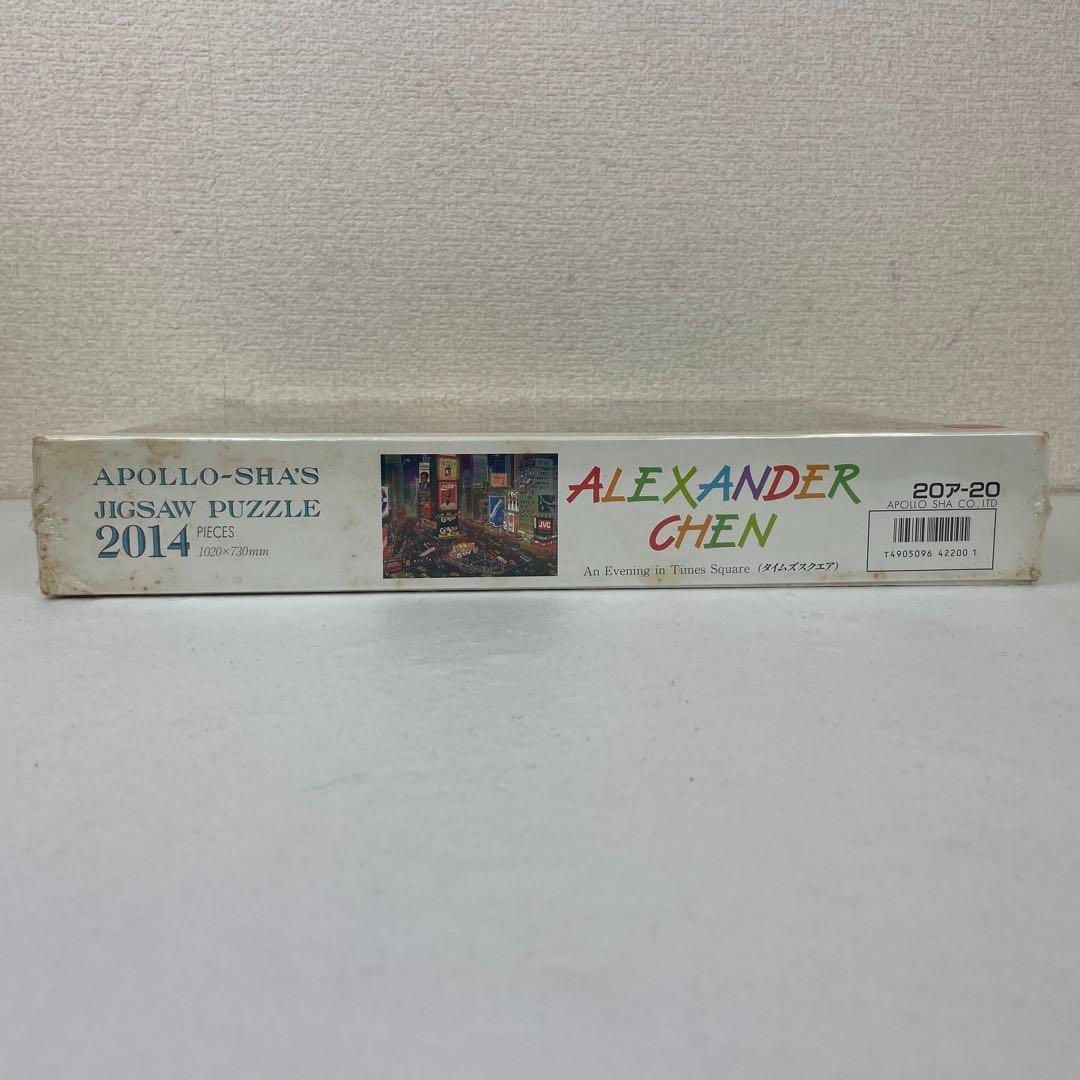 APOLLO-SHA'S
JIGSAW PUZZLE
2014 PIECES
1020×730mm
JVC
ALEXANDER
CHEN
An Evening in Times Square (タイムズスクエア)
20ア-20
APOLLO SHA CO., LTD
T4905096 42200 1